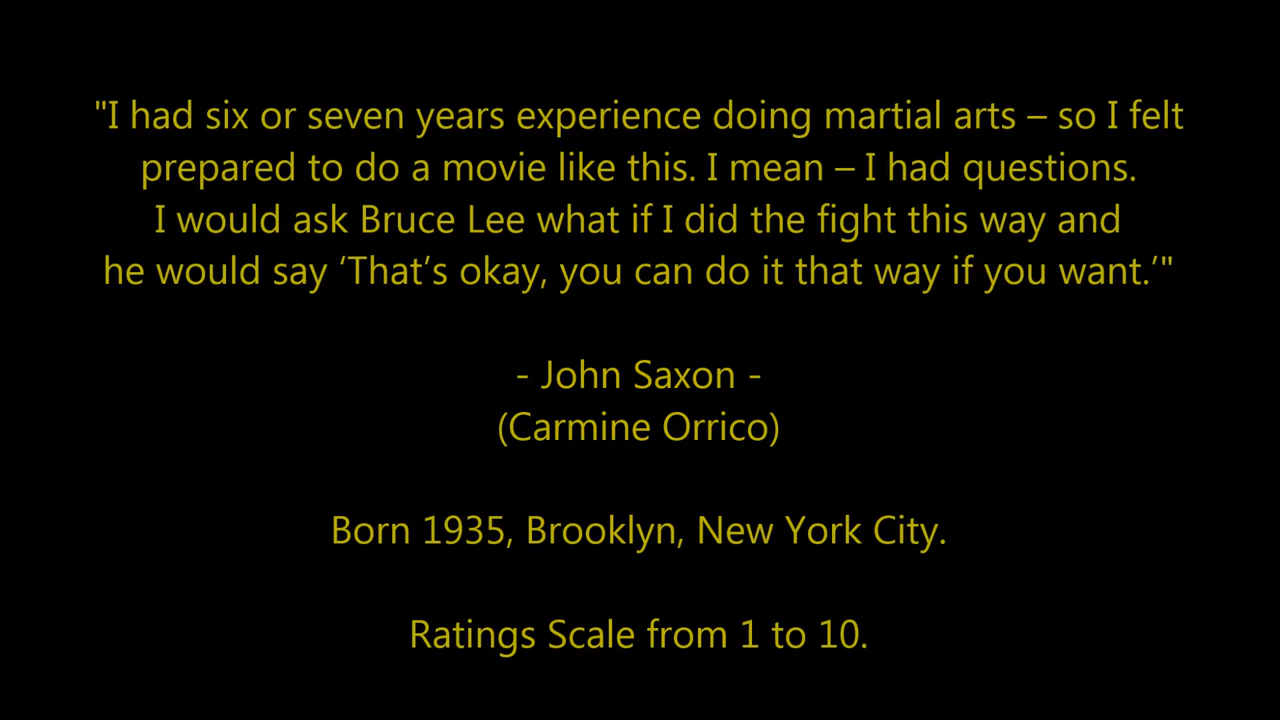 "I had six or seven years experience doing martial arts – so I felt
prepared to do a movie like this. I mean – I had questions.
I would ask Bruce Lee what if I did the fight this way and
he would say ‘That’s okay, you can do it that way if you want.’"
- John Saxon -
(Carmine Orrico)
Born 1935, Brooklyn, New York City.
Ratings Scale from 1 to 10.